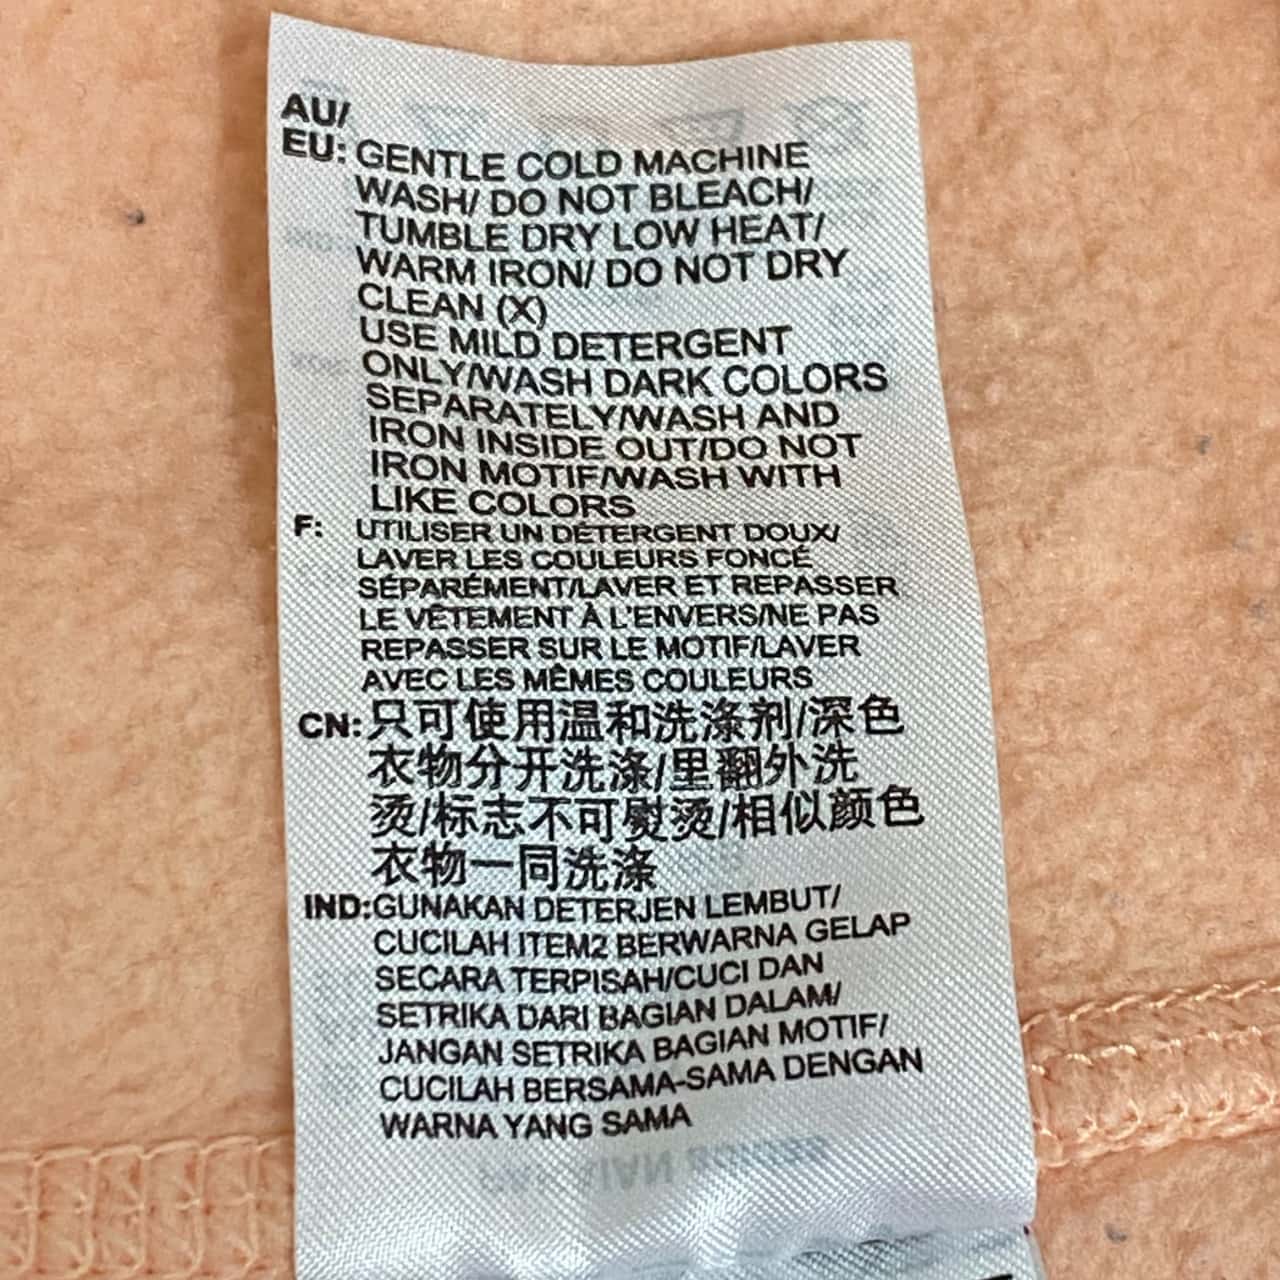 AU/
EU: GENTLE COLD MACHINE
WASH/ DO NOT BLEACH/
TUMBLE DRY LOW HEAT/
WARM IRON/ DO NOT DRY
CLEAN (X)
USE MILD DETERGENT
ONLY/WASH DARK COLORS
SEPARATELY/WASH AND
IRON INSIDE OUT/DO NOT
IRON MOTIF/WASH WITH
LIKE COLORS
F: UTILISER UN DÉTERGENT DOUX/
LAVER LES COULEURS FONCÉ
SÉPARÉMENT/LAVER ET REPASSER
LE VÊTEMENT À L'ENVERS/NE PAS
REPASSER SUR LE MOTIF/LAVER
AVEC LES MÊMES COULEURS
CN: 只可使用温和洗涤剂/深色
衣物分开洗涤/里翻外洗
烫/标志不可熨烫/相似颜色
衣物一同洗涤
IND:GUNAKAN DETERJEN LEMBUT/
CUCILAH ITEM2 BERWARNA GELAP
SECARA TERPISAH/CUCI DAN
SETRIKA DARI BAGIAN DALAM/
JANGAN SETRIKA BAGIAN MOTIF/
CUCILAH BERSAMA-SAMA DENGAN
WARNA YANG SAMA